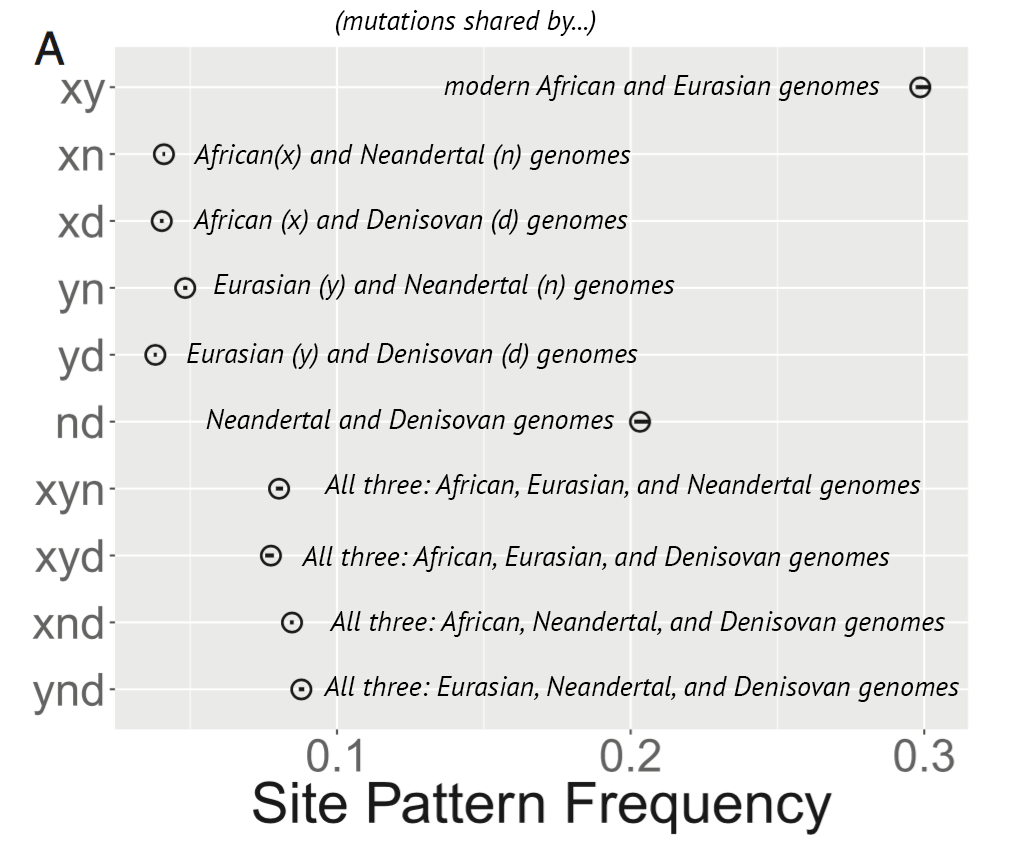 (mutations shared by...)
A
xy modern African and Eurasian genomes
xn African(x) and Neandertal (n) genomes
xd African (x) and Denisovan (d) genomes
yn Eurasian (y) and Neandertal (n) genomes
yd Eurasian (y) and Denisovan (d) genomes
nd Neandertal and Denisovan genomes
xyn All three: African, Eurasian, and Neandertal genomes
xyd All three: African, Eurasian, and Denisovan genomes
xnd All three: African, Neandertal, and Denisovan genomes
ynd All three: Eurasian, Neandertal, and Denisovan genomes
0.1 0.2 0.3
Site Pattern Frequency